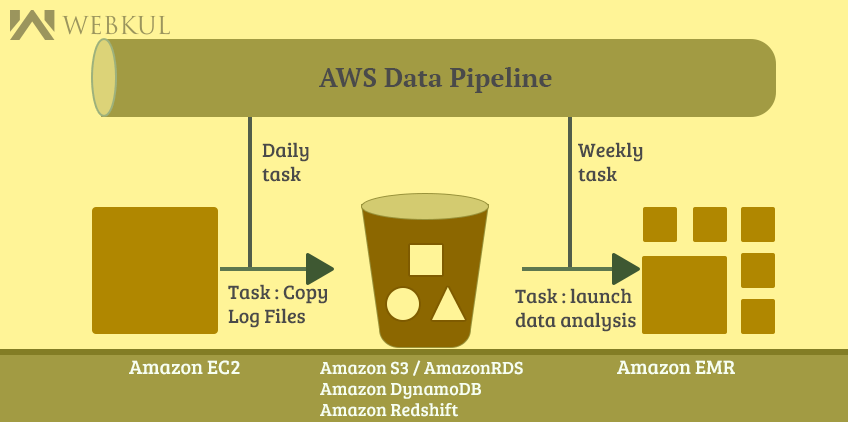 WEBKUL
AWS Data Pipeline
Daily
task
Weekly
task
Task : Copy
Log Files
Task : launch
data analysis
Amazon EC2
Amazon S3 / AmazonRDS
Amazon DynamoDB
Amazon Redshift
Amazon EMR